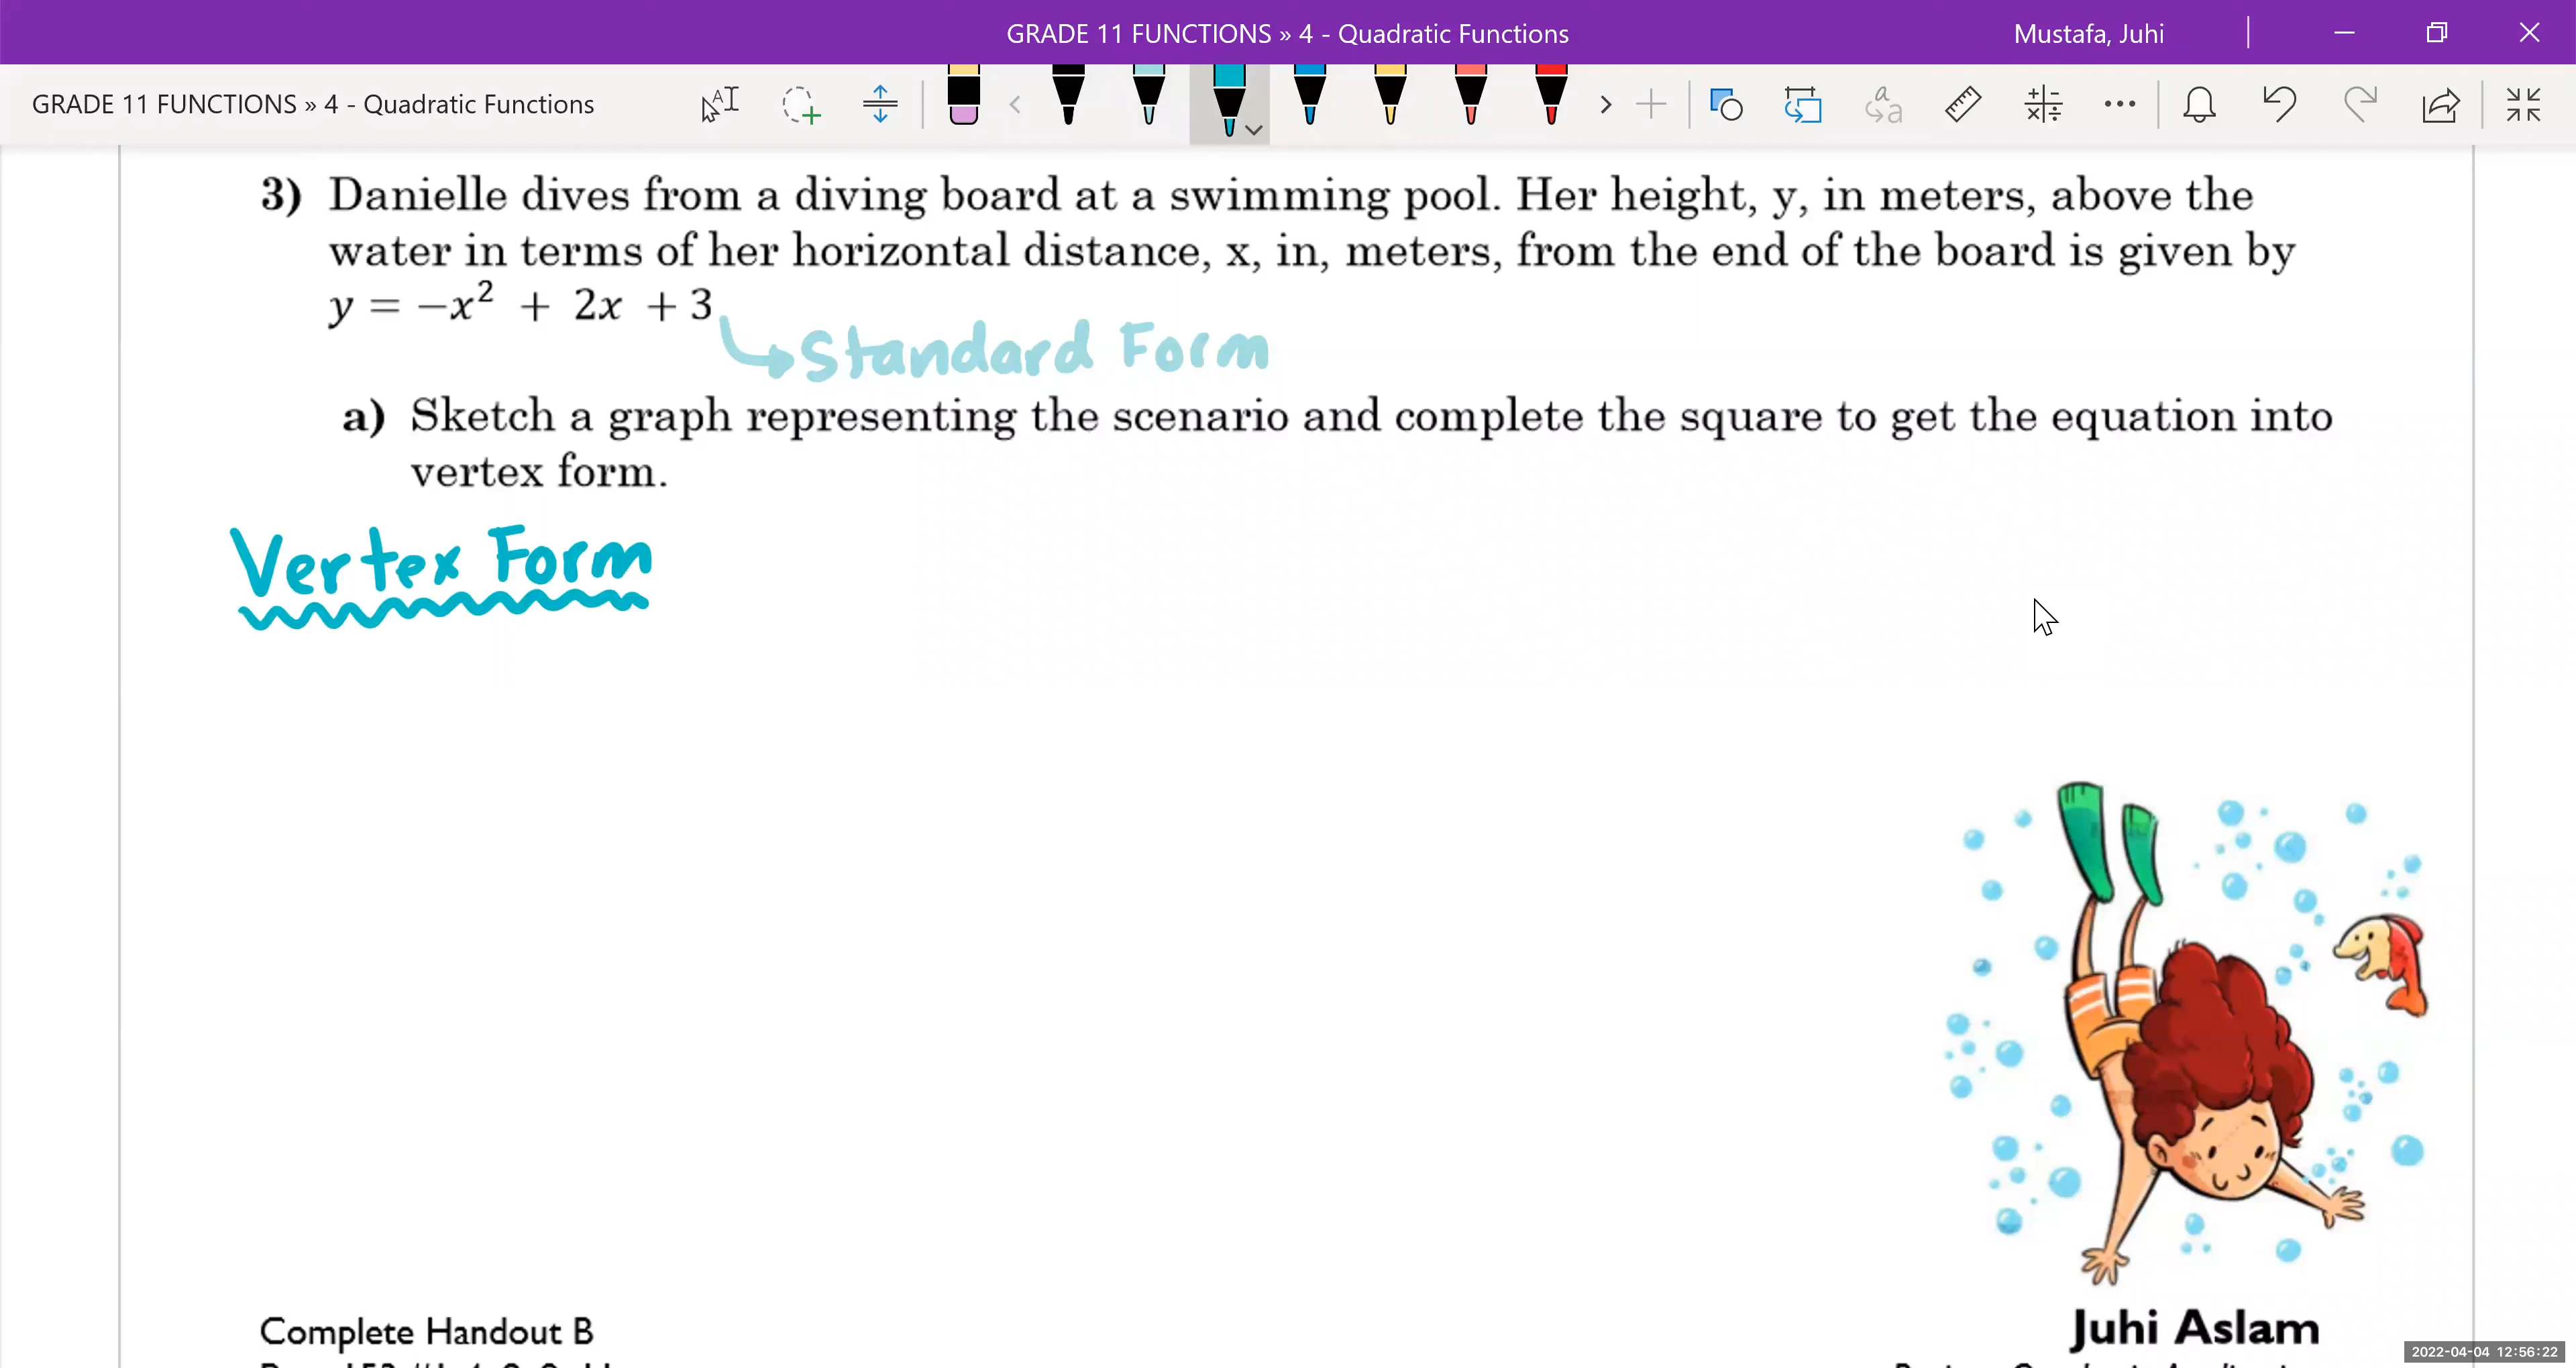 GRADE 11 FUNCTIONS » 4 - Quadratic Functions
Mustafa, Juhi
GRADE 11 FUNCTIONS » 4 - Quadratic Functions
3) Danielle dives from a diving board at a swimming pool. Her height, y, in meters, above the
water in terms of her horizontal distance, x, in, meters, from the end of the board is given by
y = −x² + 2x + 3
Standard Form
a) Sketch a graph representing the scenario and complete the square to get the equation into
vertex form.
Vertex Form
Complete Handout B
Juhi Aslam
2022-04-04 12:56:22